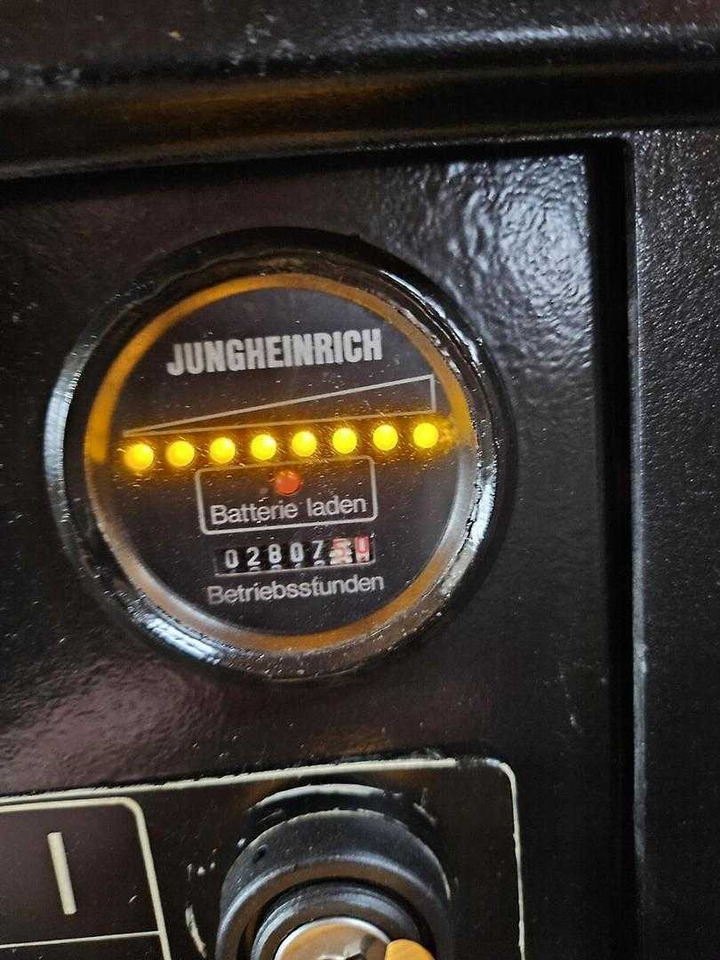 JUNGHEINRICH
Batterie laden
02807
Betriebsstunden
I